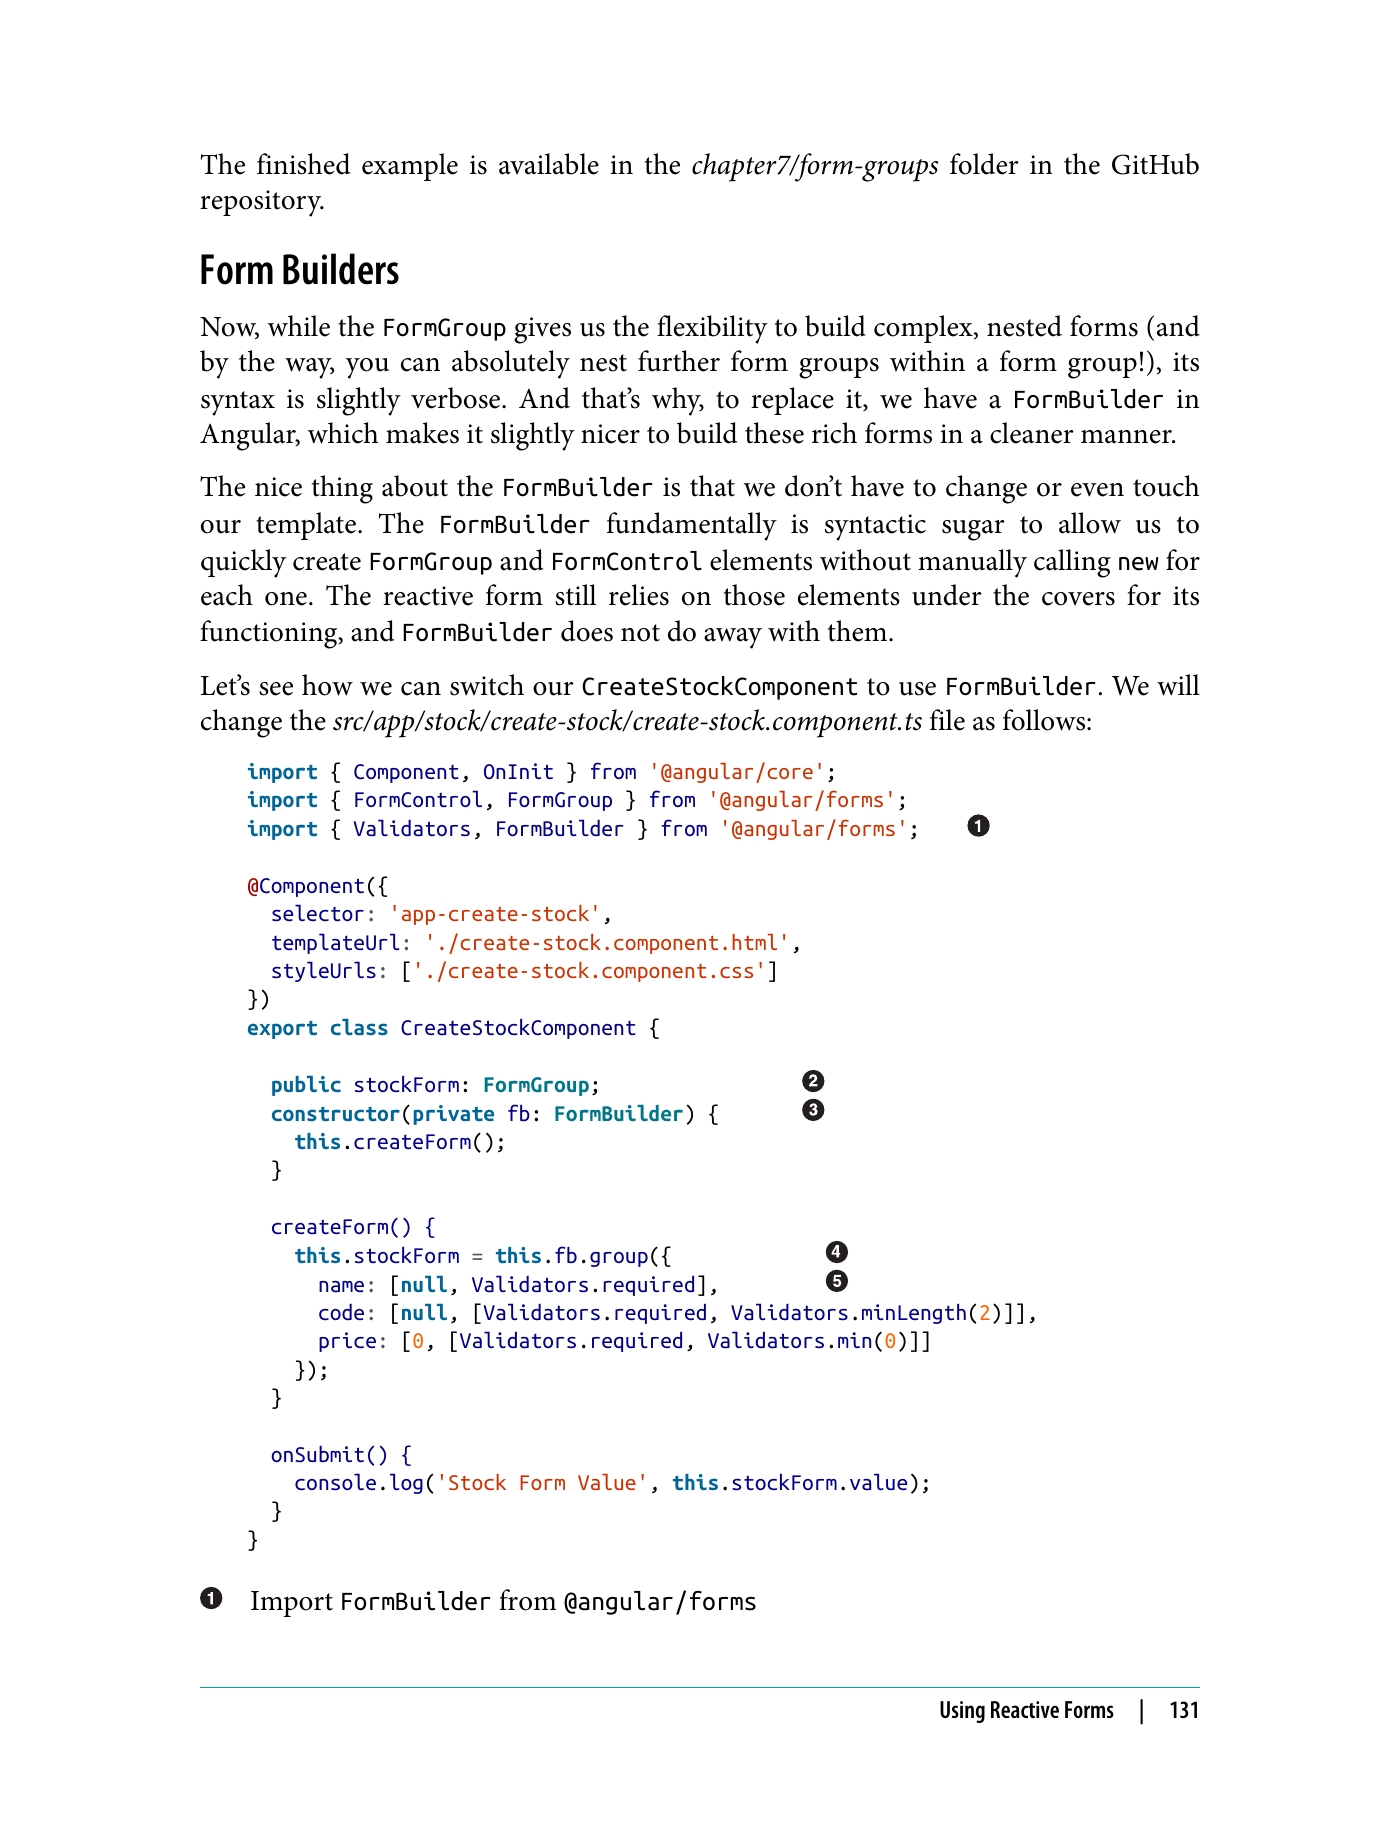 The finished example is available in the chapter7/form-groups folder in the GitHub
repository.
Form Builders
Now, while the FormGroup gives us the flexibility to build complex, nested forms (and
by the way, you can absolutely nest further form groups within a form group!), its
syntax is slightly verbose. And that’s why, to replace it, we have a FormBuilder in
Angular, which makes it slightly nicer to build these rich forms in a cleaner manner.
The nice thing about the FormBuilder is that we don’t have to change or even touch
our template. The FormBuilder fundamentally is syntactic sugar to allow us to
quickly create FormGroup and FormControl elements without manually calling new for
each one. The reactive form still relies on those elements under the covers for its
functioning, and FormBuilder does not do away with them.
Let’s see how we can switch our CreateStockComponent to use FormBuilder. We will
change the src/app/stock/create-stock/create-stock.component.ts file as follows:
import { Component, OnInit } from '@angular/core';
import { FormControl, FormGroup } from '@angular/forms';
import { Validators, FormBuilder } from '@angular/forms'; ❶
@Component({
  selector: 'app-create-stock',
  templateUrl: './create-stock.component.html',
  styleUrls: ['./create-stock.component.css']
})
export class CreateStockComponent {
  public stockForm: FormGroup; ❷
  constructor(private fb: FormBuilder) { ❸
    this.createForm();
  }
  createForm() {
    this.stockForm = this.fb.group({ ❹
      name: [null, Validators.required], ❺
      code: [null, [Validators.required, Validators.minLength(2)]],
      price: [0, [Validators.required, Validators.min(0)]]
    });
  }
  onSubmit() {
    console.log('Stock Form Value', this.stockForm.value);
  }
}
❶ Import FormBuilder from @angular/forms
Using Reactive Forms | 131